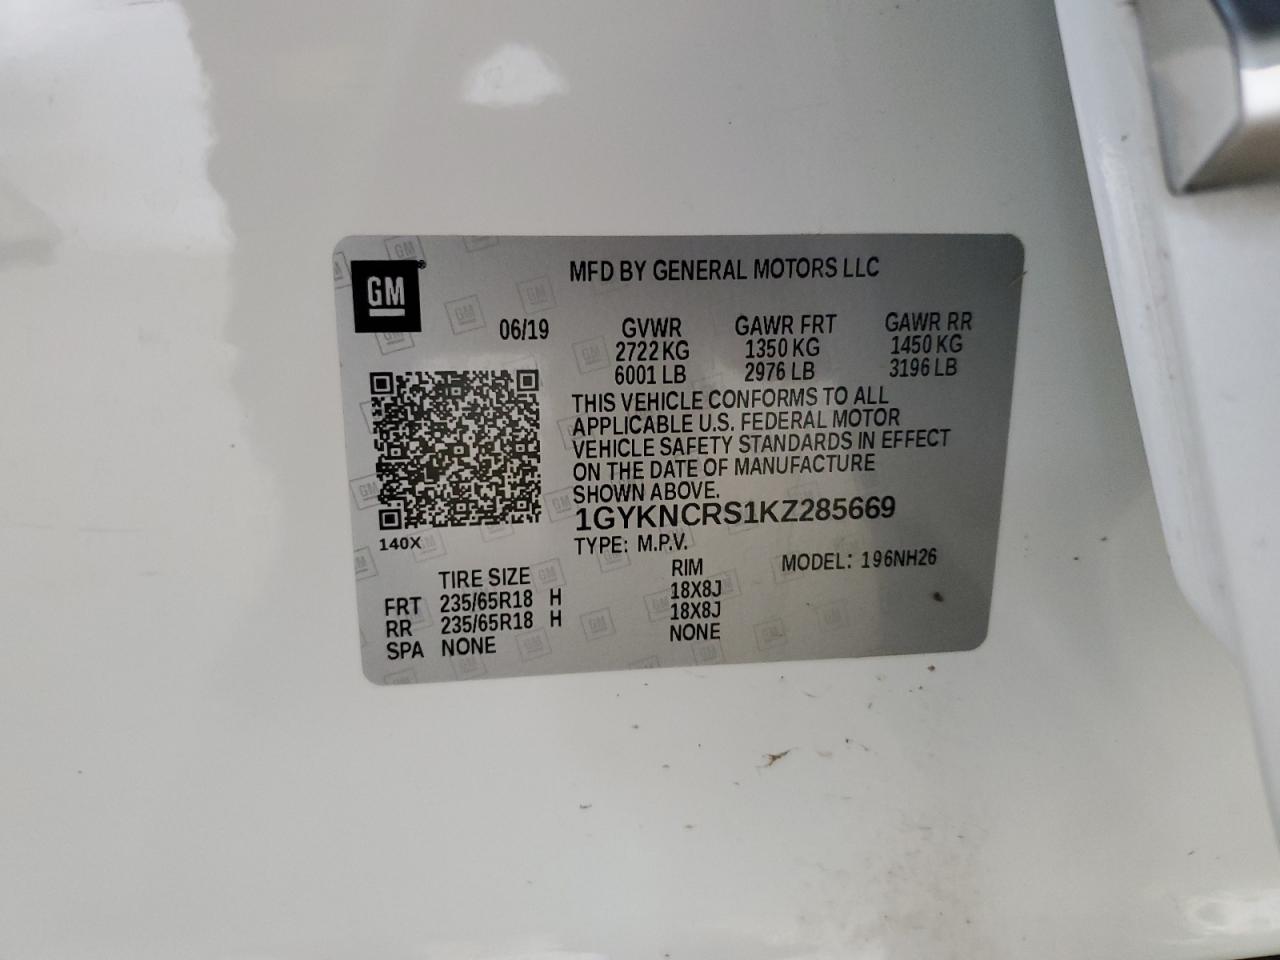 GM
MFD BY GENERAL MOTORS LLC
06/19
GVWR GAWR FRT GAWR RR
2722 KG 1350 KG 1450 KG
6001 LB 2976 LB 3196 LB
THIS VEHICLE CONFORMS TO ALL
APPLICABLE U.S. FEDERAL MOTOR
VEHICLE SAFETY STANDARDS IN EFFECT
ON THE DATE OF MANUFACTURE
SHOWN ABOVE.
1GYKNCRS1KZ285669
140X
TYPE: M.P.V. MODEL: 196NH26
TIRE SIZE RIM
FRT 235/65R18 H 18X8J
RR 235/65R18 H 18X8J
SPA NONE NONE